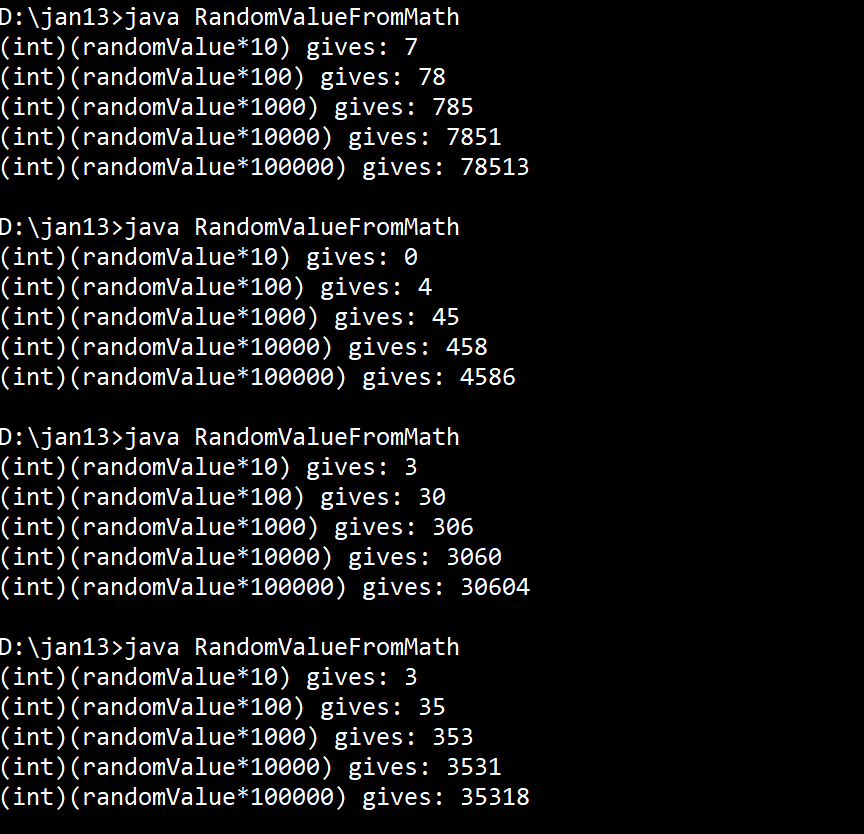 D:\jan13>java RandomValueFromMath
(int)(randomValue*10) gives: 7
(int)(randomValue*100) gives: 78
(int)(randomValue*1000) gives: 785
(int)(randomValue*10000) gives: 7851
(int)(randomValue*100000) gives: 78513
D:\jan13>java RandomValueFromMath
(int)(randomValue*10) gives: 0
(int)(randomValue*100) gives: 4
(int)(randomValue*1000) gives: 45
(int)(randomValue*10000) gives: 458
(int)(randomValue*100000) gives: 4586
D:\jan13>java RandomValueFromMath
(int)(randomValue*10) gives: 3
(int)(randomValue*100) gives: 30
(int)(randomValue*1000) gives: 306
(int)(randomValue*10000) gives: 3060
(int)(randomValue*100000) gives: 30604
D:\jan13>java RandomValueFromMath
(int)(randomValue*10) gives: 3
(int)(randomValue*100) gives: 35
(int)(randomValue*1000) gives: 353
(int)(randomValue*10000) gives: 3531
(int)(randomValue*100000) gives: 35318